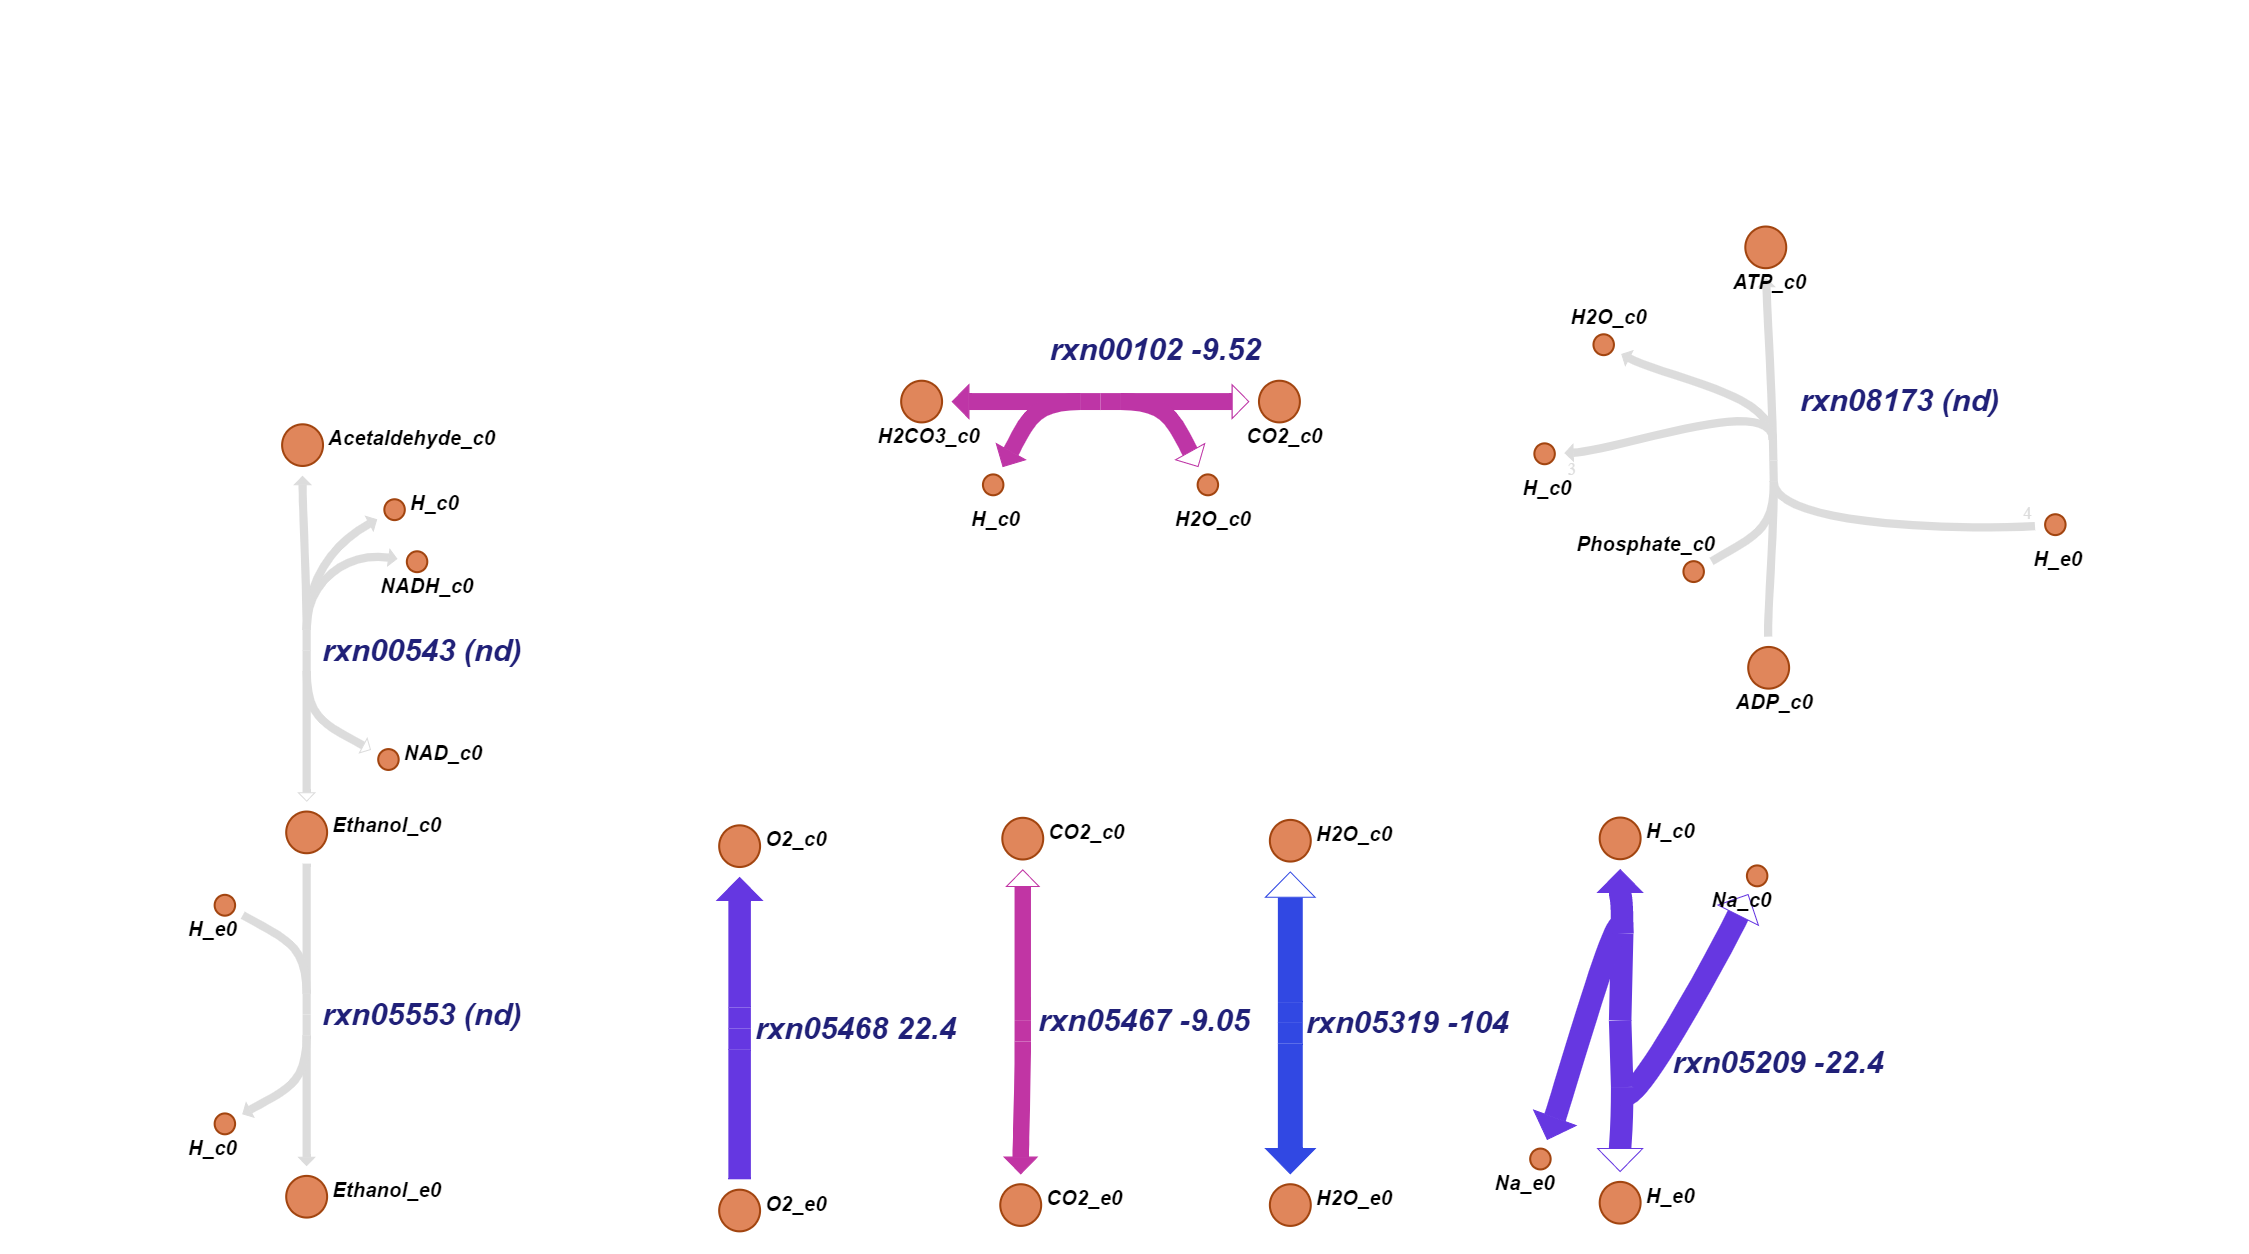 ATP_c0
H2O_c0
rxn00102 -9.52
rxn08173 (nd)
H2CO3_c0
CO2_c0
Acetaldehyde_c0
3
H_c0
H_c0
H_c0
H2O_c0
4
Phosphate_c0
H_e0
NADH_c0
rxn00543 (nd)
ADP_c0
NAD_c0
Ethanol_c0
O2_c0
CO2_c0
H2O_c0
H_c0
Na_c0
H_e0
rxn05553 (nd)
rxn05468 22.4
rxn05467 -9.05
rxn05319 -104
rxn05209 -22.4
H_c0
Na_e0
Ethanol_e0
O2_e0
CO2_e0
H2O_e0
H_e0